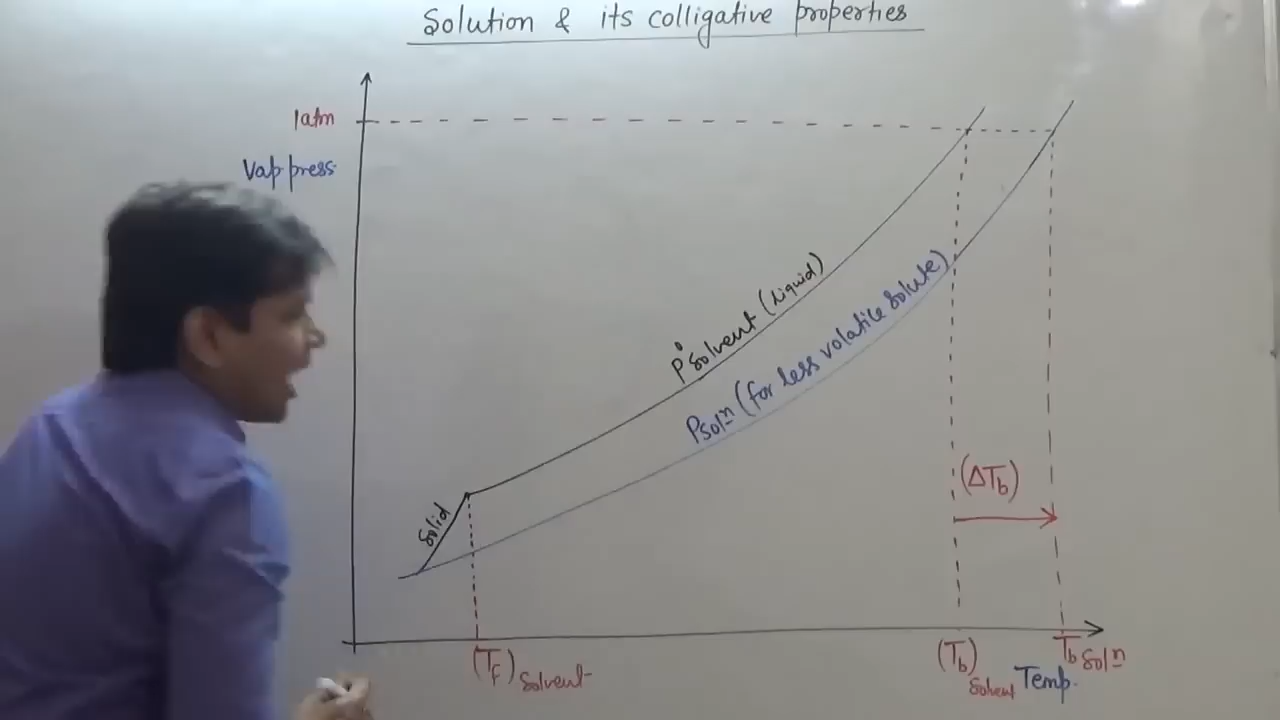 Solution & its colligative properties
1atm
Vap press
P°solvent (liquid)
Psolⁿ (for less volatile solute)
Solid
(ΔTb)
(Tf) Solvent
(Tb) Solvent
Tb Solⁿ
Temp.